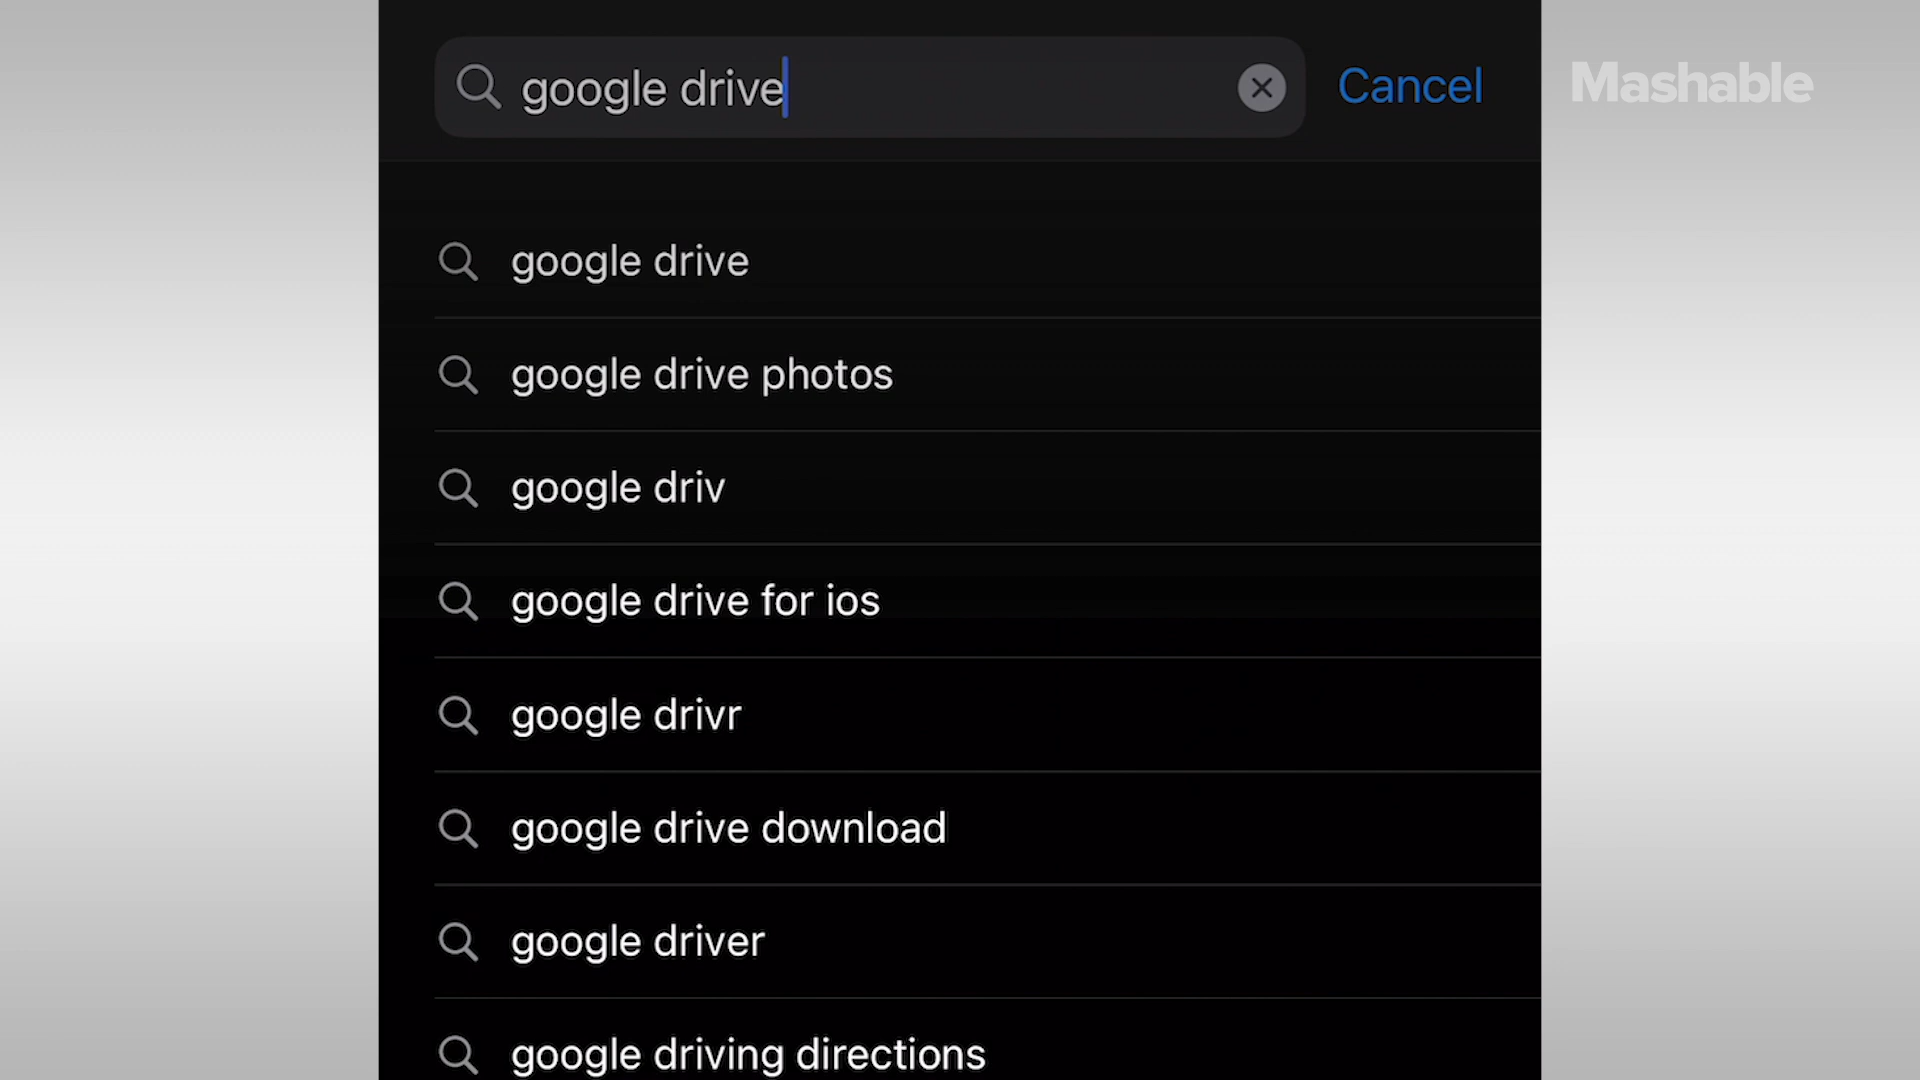 google drive
Cancel
Mashable
google drive
google drive photos
google driv
google drive for ios
google drivr
google drive download
google driver
google driving directions